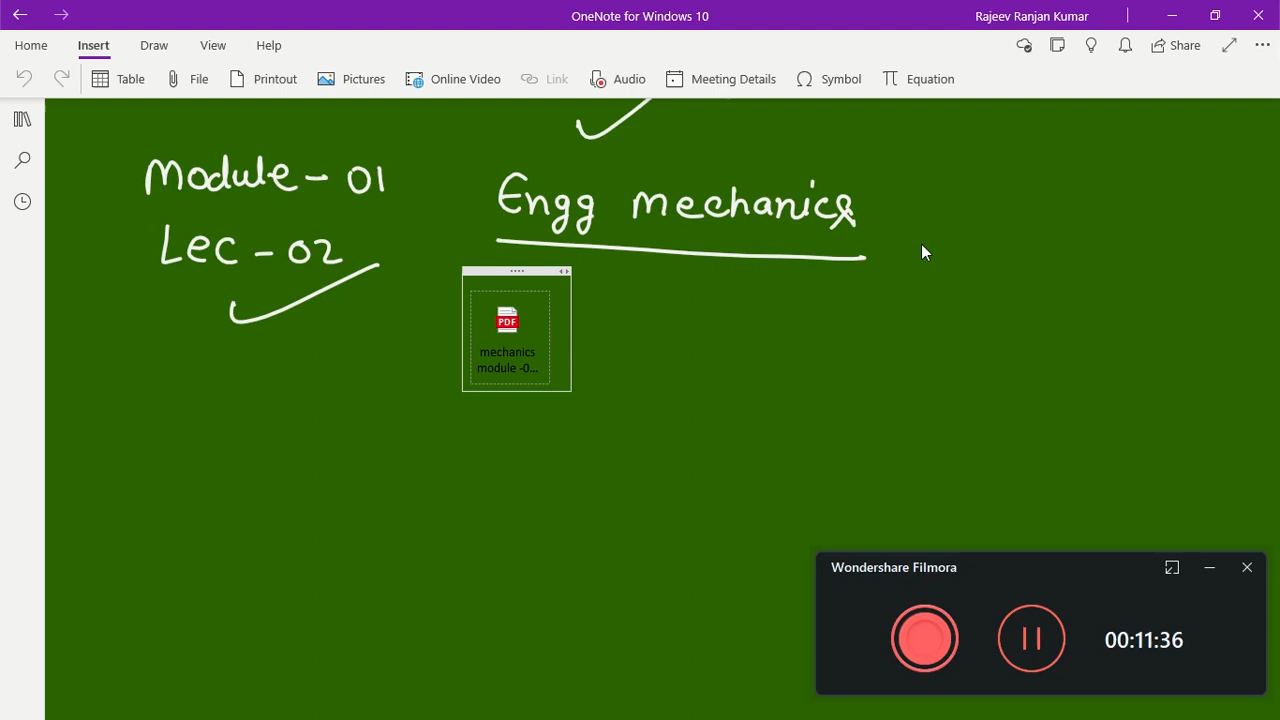 OneNote for Windows 10
Rajeev Ranjan Kumar
Home Insert Draw View Help
Share
Table File Printout Pictures Online Video Link Audio Meeting Details Symbol Equation
Module - 01
Lec - 02
Engg mechanics
PDF
mechanics
module -0...
Wondershare Filmora
00:11:36